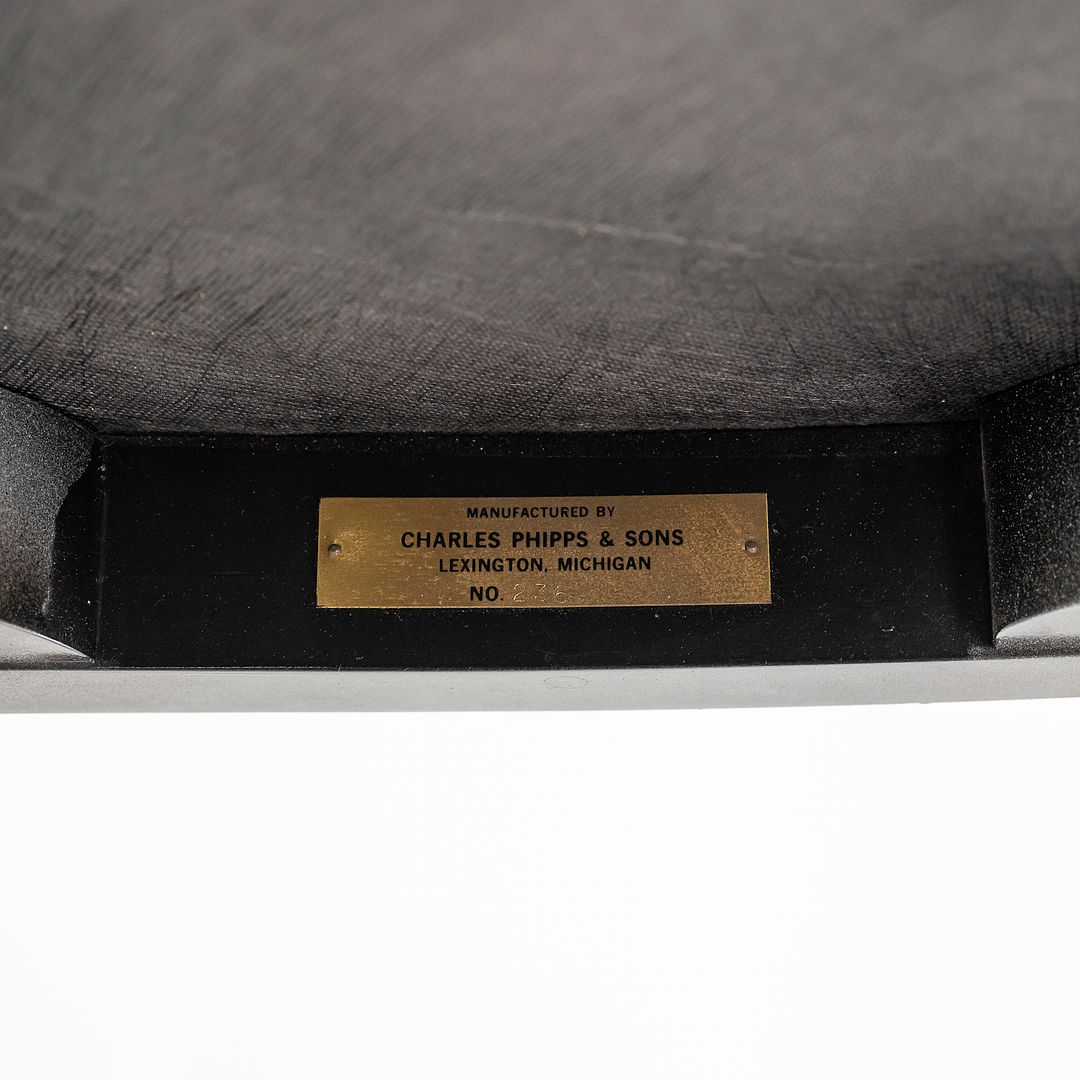 MANUFACTURED BY
CHARLES PHIPPS & SONS
LEXINGTON, MICHIGAN
NO. 236